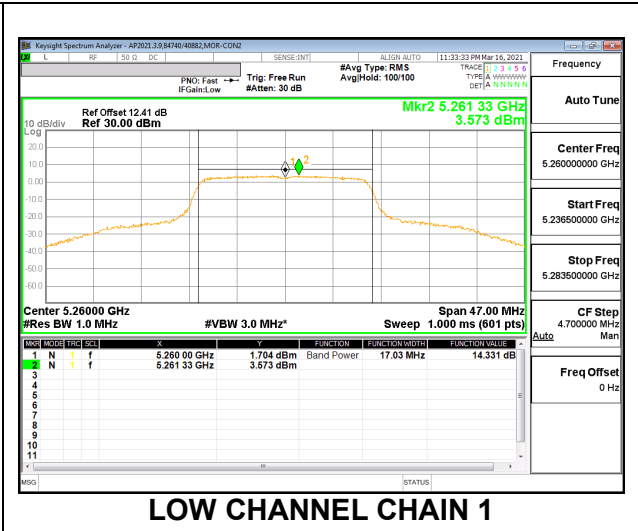 Keysight Spectrum Analyzer - AP2021.3.9,84740/40882,MOR-CON2
L RF 50 Ω DC SENSE:INT ALIGN AUTO 11:33:33 PM Mar 16, 2021
PNO: Fast Trig: Free Run #Avg Type: RMS TRACE 1 2 3 4 5 6
IFGain:Low #Atten: 30 dB Avg|Hold: 100/100 TYPE A WWWWW
DET A N N N N N
Mkr2 5.261 33 GHz
3.573 dBm
Ref Offset 12.41 dB
10 dB/div Ref 30.00 dBm
Log
20.0
10.0
1 2
0.00
-10.0
-20.0
-30.0
-40.0
-50.0
-60.0
Center 5.26000 GHz Span 47.00 MHz
#Res BW 1.0 MHz #VBW 3.0 MHz* Sweep 1.000 ms (601 pts)
MKR MODE TRC SCL X Y FUNCTION FUNCTION WIDTH FUNCTION VALUE
1 N 1 f 5.260 00 GHz 1.704 dBm Band Power 17.03 MHz 14.331 dB
2 N 1 f 5.261 33 GHz 3.573 dBm
3
4
5
6
7
8
9
10
11
MSG STATUS
Frequency
Auto Tune
Center Freq
5.260000000 GHz
Start Freq
5.236500000 GHz
Stop Freq
5.283500000 GHz
CF Step
4.700000 MHz
Auto Man
Freq Offset
0 Hz
LOW CHANNEL CHAIN 1